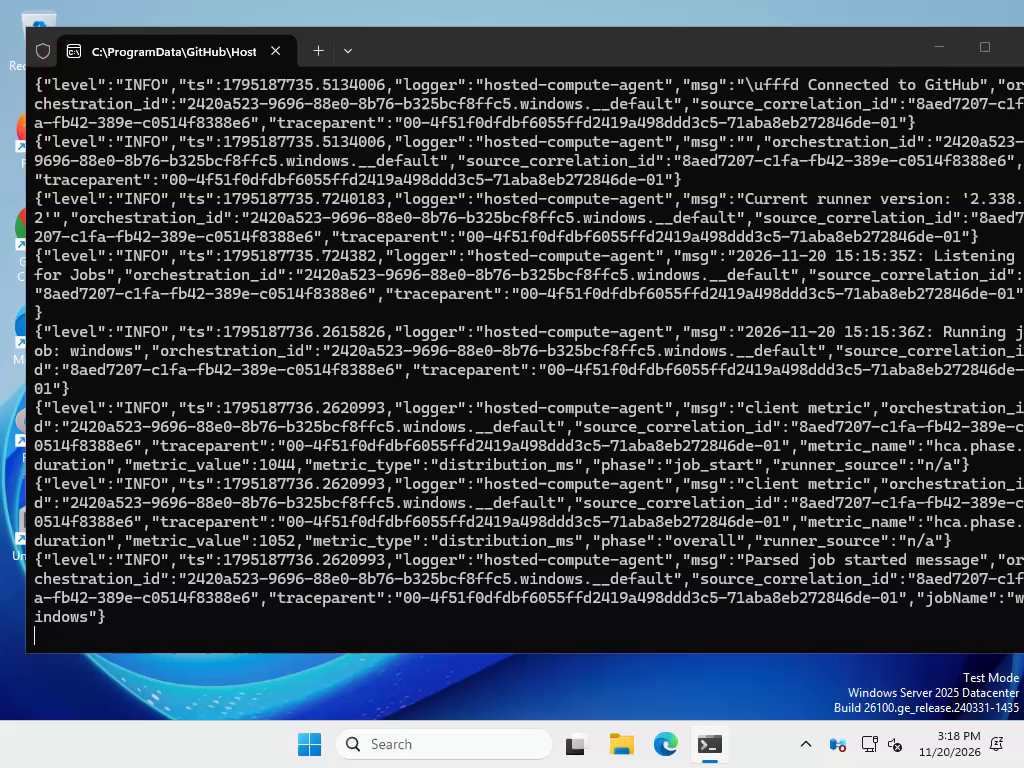 C:\ProgramData\GitHub\Host
{"level":"INFO","ts":1795187735.5134006,"logger":"hosted-compute-agent","msg":"\ufffd Connected to GitHub","or
chestration_id":"2420a523-9696-88e0-8b76-b325bcf8ffc5.windows.__default","source_correlation_id":"8aed7207-c1f
a-fb42-389e-c0514f8388e6","traceparent":"00-4f51f0dfdbf6055ffd2419a498ddd3c5-71aba8eb272846de-01"}
{"level":"INFO","ts":1795187735.5134006,"logger":"hosted-compute-agent","msg":"","orchestration_id":"2420a523-
9696-88e0-8b76-b325bcf8ffc5.windows.__default","source_correlation_id":"8aed7207-c1fa-fb42-389e-c0514f8388e6",
"traceparent":"00-4f51f0dfdbf6055ffd2419a498ddd3c5-71aba8eb272846de-01"}
{"level":"INFO","ts":1795187735.7240183,"logger":"hosted-compute-agent","msg":"Current runner version: '2.338.
2'","orchestration_id":"2420a523-9696-88e0-8b76-b325bcf8ffc5.windows.__default","source_correlation_id":"8aed7
207-c1fa-fb42-389e-c0514f8388e6","traceparent":"00-4f51f0dfdbf6055ffd2419a498ddd3c5-71aba8eb272846de-01"}
{"level":"INFO","ts":1795187735.724382,"logger":"hosted-compute-agent","msg":"2026-11-20 15:15:35Z: Listening
for Jobs","orchestration_id":"2420a523-9696-88e0-8b76-b325bcf8ffc5.windows.__default","source_correlation_id":
"8aed7207-c1fa-fb42-389e-c0514f8388e6","traceparent":"00-4f51f0dfdbf6055ffd2419a498ddd3c5-71aba8eb272846de-01"
}
{"level":"INFO","ts":1795187736.2615826,"logger":"hosted-compute-agent","msg":"2026-11-20 15:15:36Z: Running j
ob: windows","orchestration_id":"2420a523-9696-88e0-8b76-b325bcf8ffc5.windows.__default","source_correlation_i
d":"8aed7207-c1fa-fb42-389e-c0514f8388e6","traceparent":"00-4f51f0dfdbf6055ffd2419a498ddd3c5-71aba8eb272846de-
01"}
{"level":"INFO","ts":1795187736.2620993,"logger":"hosted-compute-agent","msg":"client metric","orchestration_i
d":"2420a523-9696-88e0-8b76-b325bcf8ffc5.windows.__default","source_correlation_id":"8aed7207-c1fa-fb42-389e-c
0514f8388e6","traceparent":"00-4f51f0dfdbf6055ffd2419a498ddd3c5-71aba8eb272846de-01","metric_name":"hca.phase.
duration","metric_value":1044,"metric_type":"distribution_ms","phase":"job_start","runner_source":"n/a"}
{"level":"INFO","ts":1795187736.2620993,"logger":"hosted-compute-agent","msg":"client metric","orchestration_i
d":"2420a523-9696-88e0-8b76-b325bcf8ffc5.windows.__default","source_correlation_id":"8aed7207-c1fa-fb42-389e-c
0514f8388e6","traceparent":"00-4f51f0dfdbf6055ffd2419a498ddd3c5-71aba8eb272846de-01","metric_name":"hca.phase.
duration","metric_value":1052,"metric_type":"distribution_ms","phase":"overall","runner_source":"n/a"}
{"level":"INFO","ts":1795187736.2620993,"logger":"hosted-compute-agent","msg":"Parsed job started message","or
chestration_id":"2420a523-9696-88e0-8b76-b325bcf8ffc5.windows.__default","source_correlation_id":"8aed7207-c1f
a-fb42-389e-c0514f8388e6","traceparent":"00-4f51f0dfdbf6055ffd2419a498ddd3c5-71aba8eb272846de-01","jobName":"w
indows"}
Test Mode
Windows Server 2025 Datacenter
Build 26100.ge_release.240331-1435
Search
3:18 PM
11/20/2026